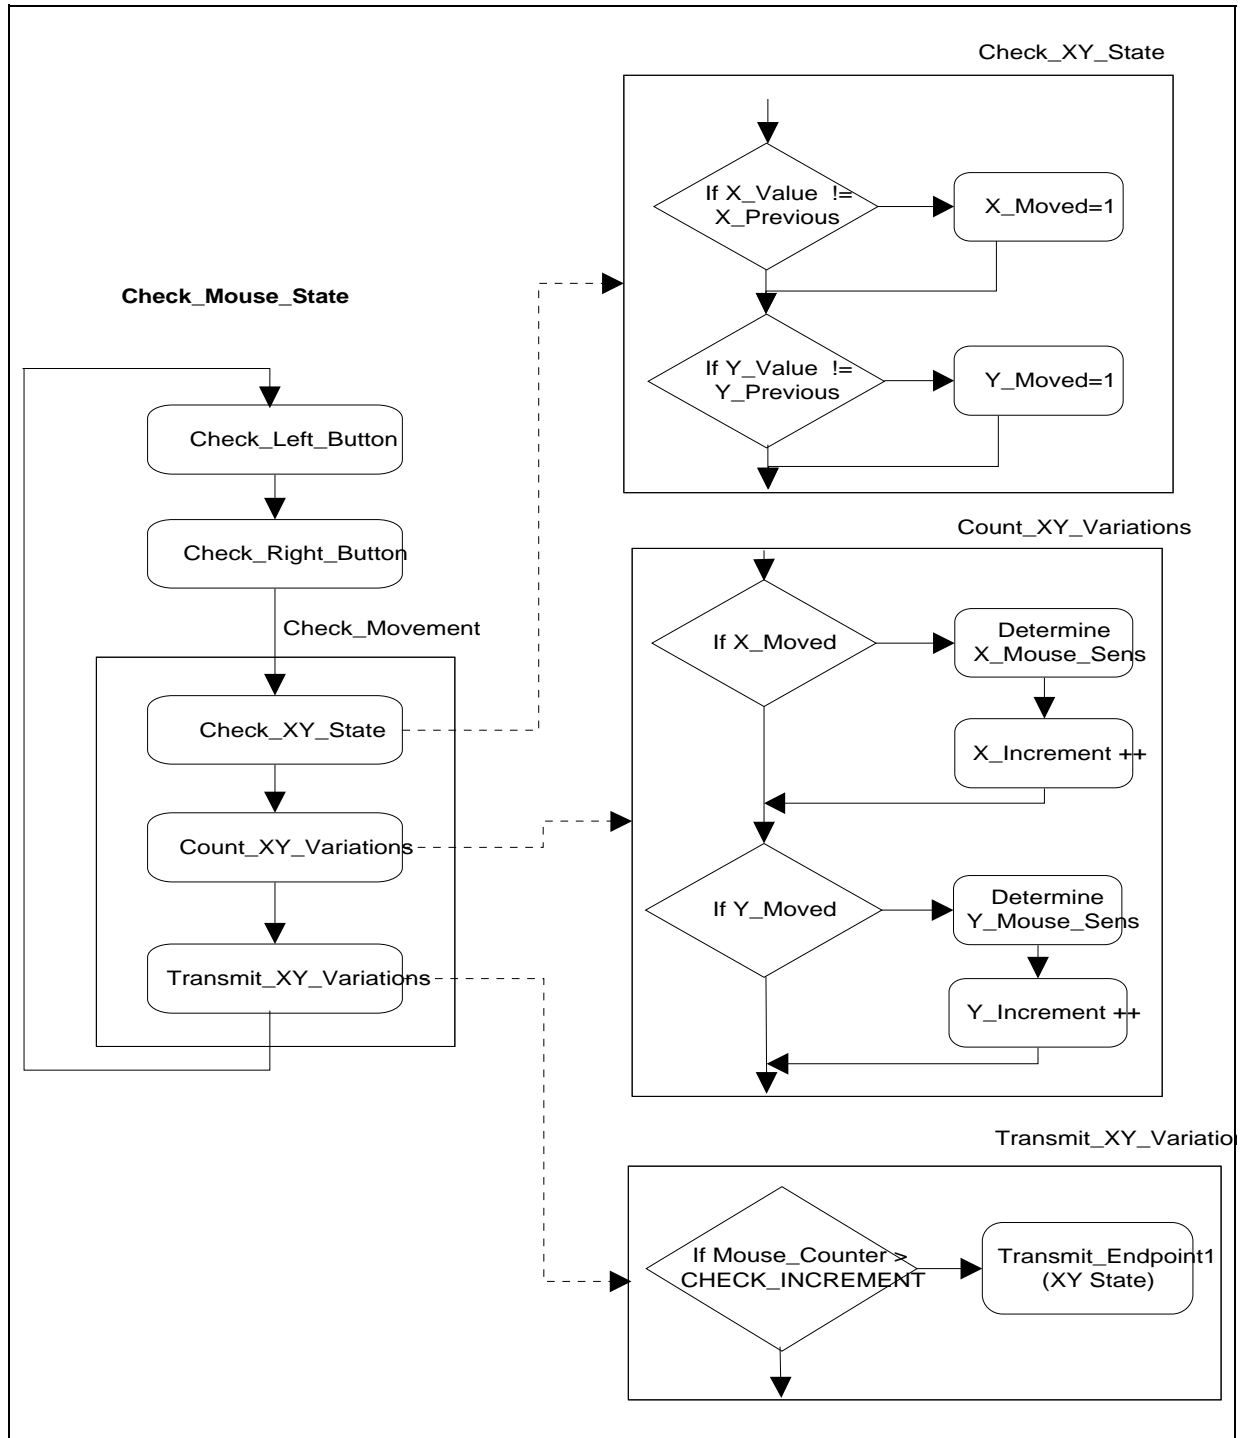 Check_Mouse_State
Check_Left_Button
Check_Right_Button
Check_Movement
Check_XY_State
Count_XY_Variations
Transmit_XY_Variations
Check_XY_State
If X_Value !=
X_Previous
X_Moved=1
If Y_Value !=
Y_Previous
Y_Moved=1
Count_XY_Variations
If X_Moved
Determine
X_Mouse_Sens
X_Increment ++
If Y_Moved
Determine
Y_Mouse_Sens
Y_Increment ++
Transmit_XY_Variatio
If Mouse_Counter >
CHECK_INCREMENT
Transmit_Endpoint1
(XY State)